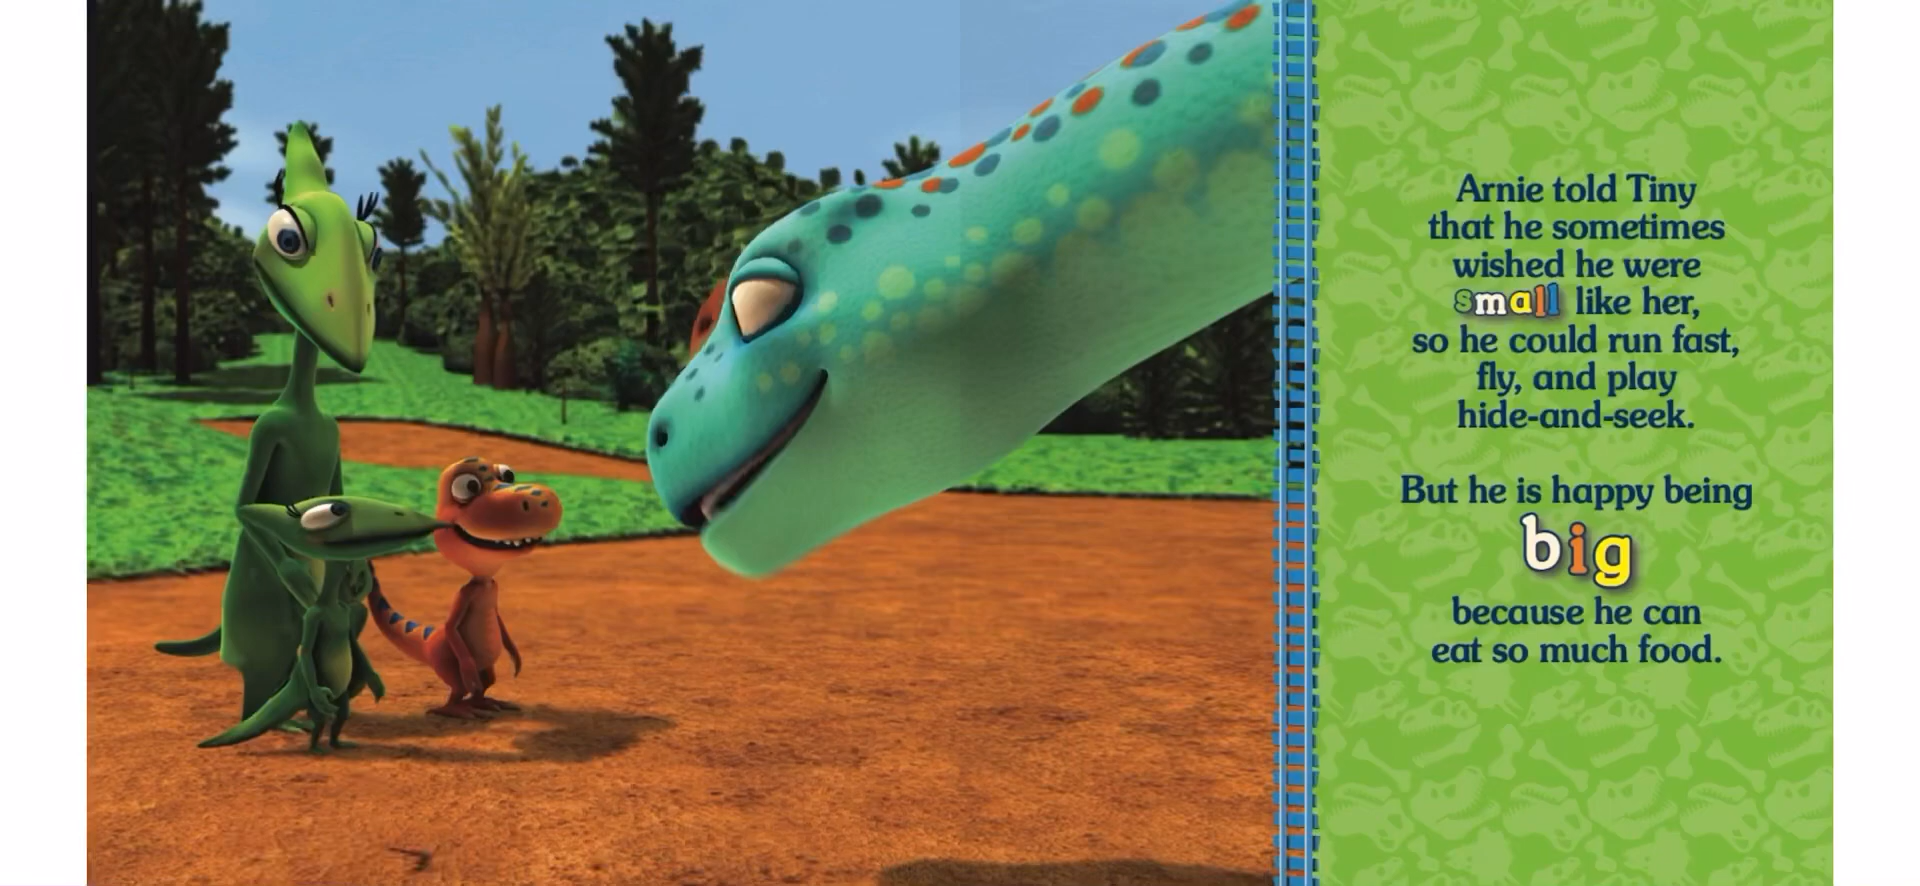 Arnie told Tiny
that he sometimes
wished he were
small like her,
so he could run fast,
fly, and play
hide-and-seek.
But he is happy being
big
because he can
eat so much food.